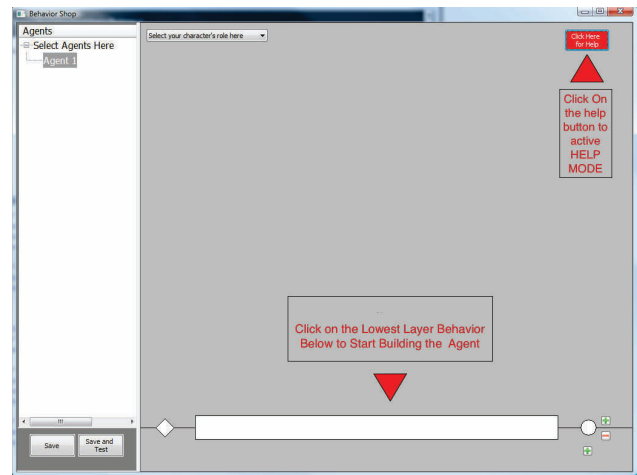 Behavior Shop
Agents
Select Agents Here
Agent 1
Save
Save and
Test
Select your character's role here
Click Here
for Help
Click On
the help
button to
active
HELP
MODE
Click on the Lowest Layer Behavior
Below to Start Building the Agent